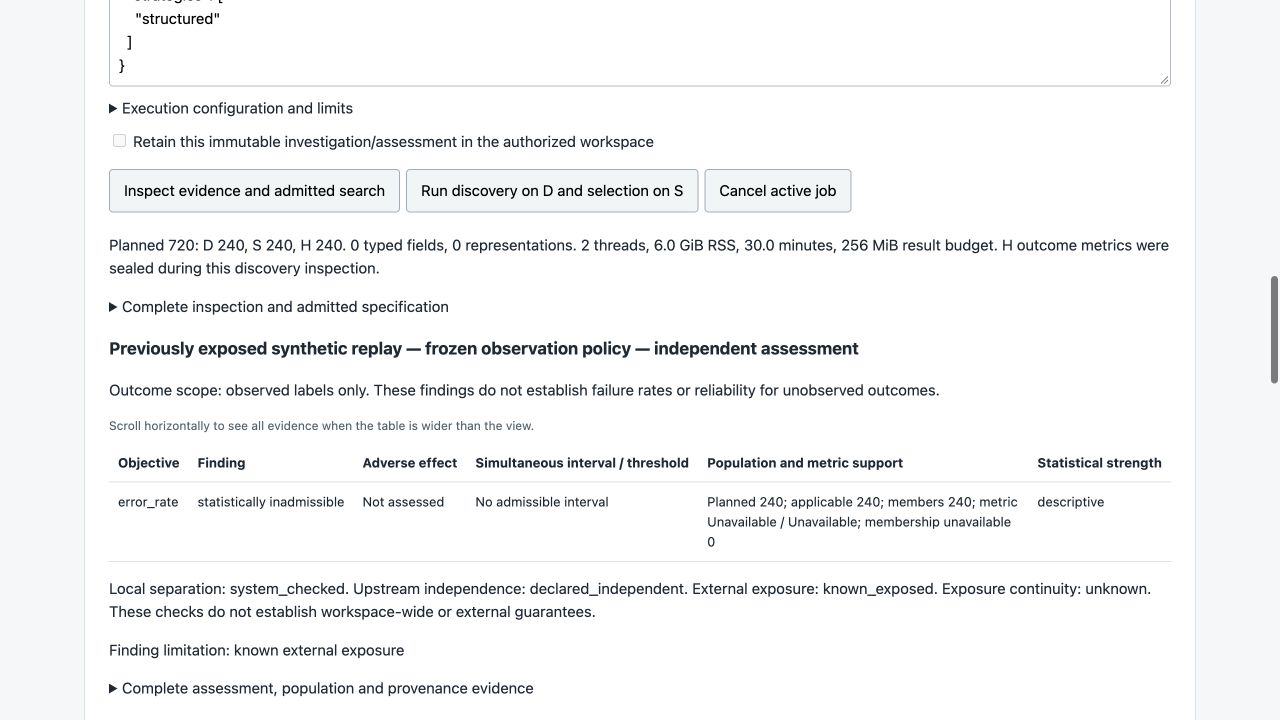 "structured"
]
}
Execution configuration and limits
Retain this immutable investigation/assessment in the authorized workspace
Inspect evidence and admitted search
Run discovery on D and selection on S
Cancel active job
Planned 720: D 240, S 240, H 240. 0 typed fields, 0 representations. 2 threads, 6.0 GiB RSS, 30.0 minutes, 256 MiB result budget. H outcome metrics were
sealed during this discovery inspection.
Complete inspection and admitted specification
Previously exposed synthetic replay — frozen observation policy — independent assessment
Outcome scope: observed labels only. These findings do not establish failure rates or reliability for unobserved outcomes.
Scroll horizontally to see all evidence when the table is wider than the view.
Objective Finding Adverse effect Simultaneous interval / threshold Population and metric support Statistical strength
error_rate statistically inadmissible Not assessed No admissible interval Planned 240; applicable 240; members 240; metric descriptive
Unavailable / Unavailable; membership unavailable
0
Local separation: system_checked. Upstream independence: declared_independent. External exposure: known_exposed. Exposure continuity: unknown.
These checks do not establish workspace-wide or external guarantees.
Finding limitation: known external exposure
Complete assessment, population and provenance evidence